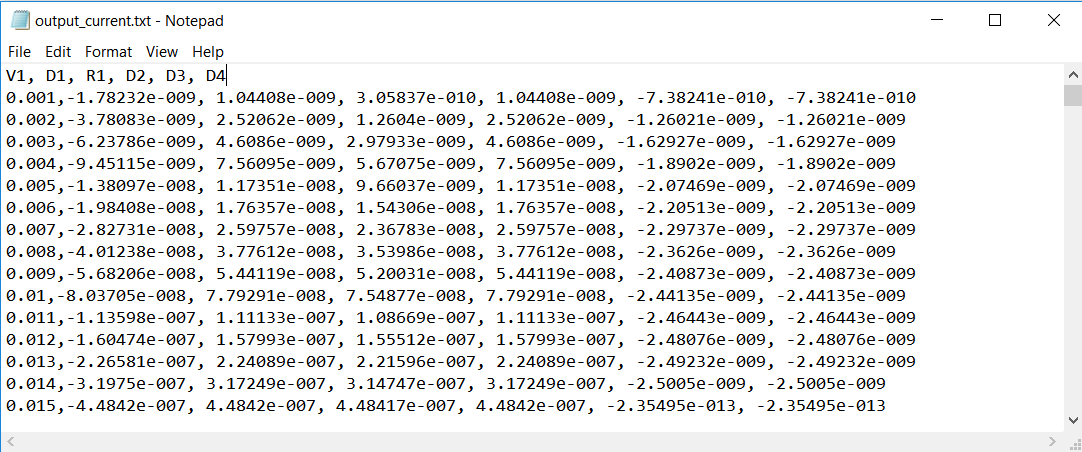 output_current.txt - Notepad
File Edit Format View Help
V1, D1, R1, D2, D3, D4
0.001,-1.78232e-009, 1.04408e-009, 3.05837e-010, 1.04408e-009, -7.38241e-010, -7.38241e-010
0.002,-3.78083e-009, 2.52062e-009, 1.2604e-009, 2.52062e-009, -1.26021e-009, -1.26021e-009
0.003,-6.23786e-009, 4.6086e-009, 2.97933e-009, 4.6086e-009, -1.62927e-009, -1.62927e-009
0.004,-9.45115e-009, 7.56095e-009, 5.67075e-009, 7.56095e-009, -1.8902e-009, -1.8902e-009
0.005,-1.38097e-008, 1.17351e-008, 9.66037e-009, 1.17351e-008, -2.07469e-009, -2.07469e-009
0.006,-1.98408e-008, 1.76357e-008, 1.54306e-008, 1.76357e-008, -2.20513e-009, -2.20513e-009
0.007,-2.82731e-008, 2.59757e-008, 2.36783e-008, 2.59757e-008, -2.29737e-009, -2.29737e-009
0.008,-4.01238e-008, 3.77612e-008, 3.53986e-008, 3.77612e-008, -2.3626e-009, -2.3626e-009
0.009,-5.68206e-008, 5.44119e-008, 5.20031e-008, 5.44119e-008, -2.40873e-009, -2.40873e-009
0.01,-8.03705e-008, 7.79291e-008, 7.54877e-008, 7.79291e-008, -2.44135e-009, -2.44135e-009
0.011,-1.13598e-007, 1.11133e-007, 1.08669e-007, 1.11133e-007, -2.46443e-009, -2.46443e-009
0.012,-1.60474e-007, 1.57993e-007, 1.55512e-007, 1.57993e-007, -2.48076e-009, -2.48076e-009
0.013,-2.26581e-007, 2.24089e-007, 2.21596e-007, 2.24089e-007, -2.49232e-009, -2.49232e-009
0.014,-3.1975e-007, 3.17249e-007, 3.14747e-007, 3.17249e-007, -2.5005e-009, -2.5005e-009
0.015,-4.4842e-007, 4.4842e-007, 4.48417e-007, 4.4842e-007, -2.35495e-013, -2.35495e-013